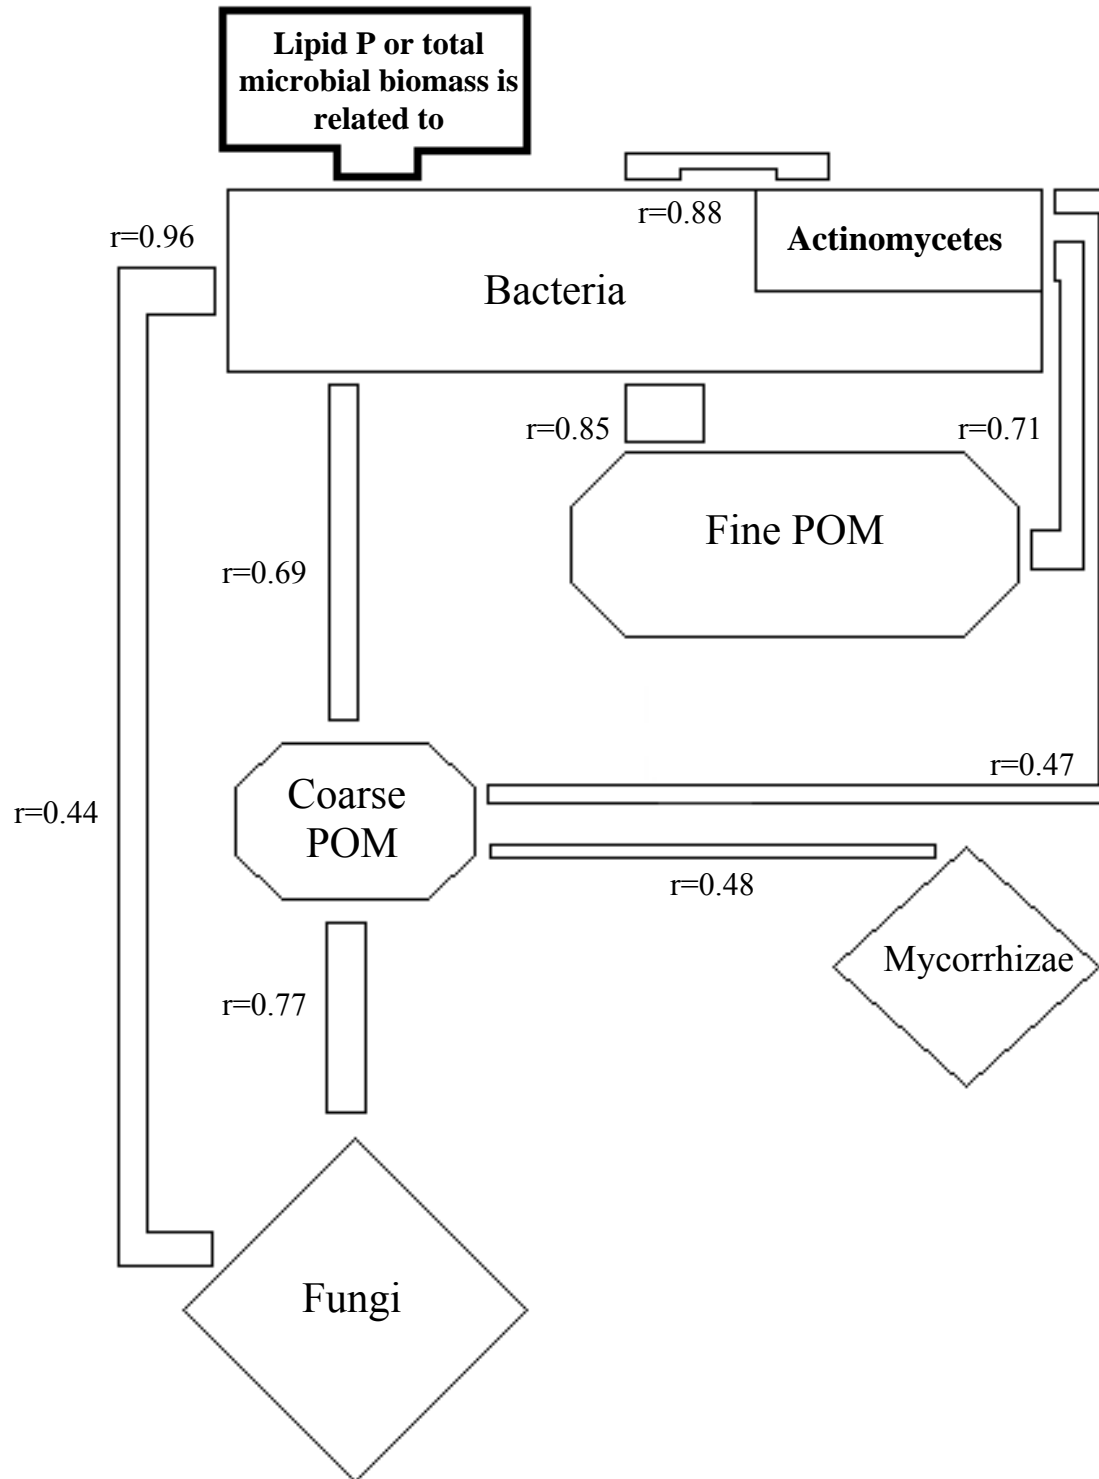 Lipid P or total
microbial biomass is
related to
r=0.96
r=0.88
Actinomycetes
Bacteria
r=0.85
r=0.71
Fine POM
r=0.69
r=0.47
Coarse
POM
r=0.44
r=0.48
Mycorrhizae
r=0.77
Fungi